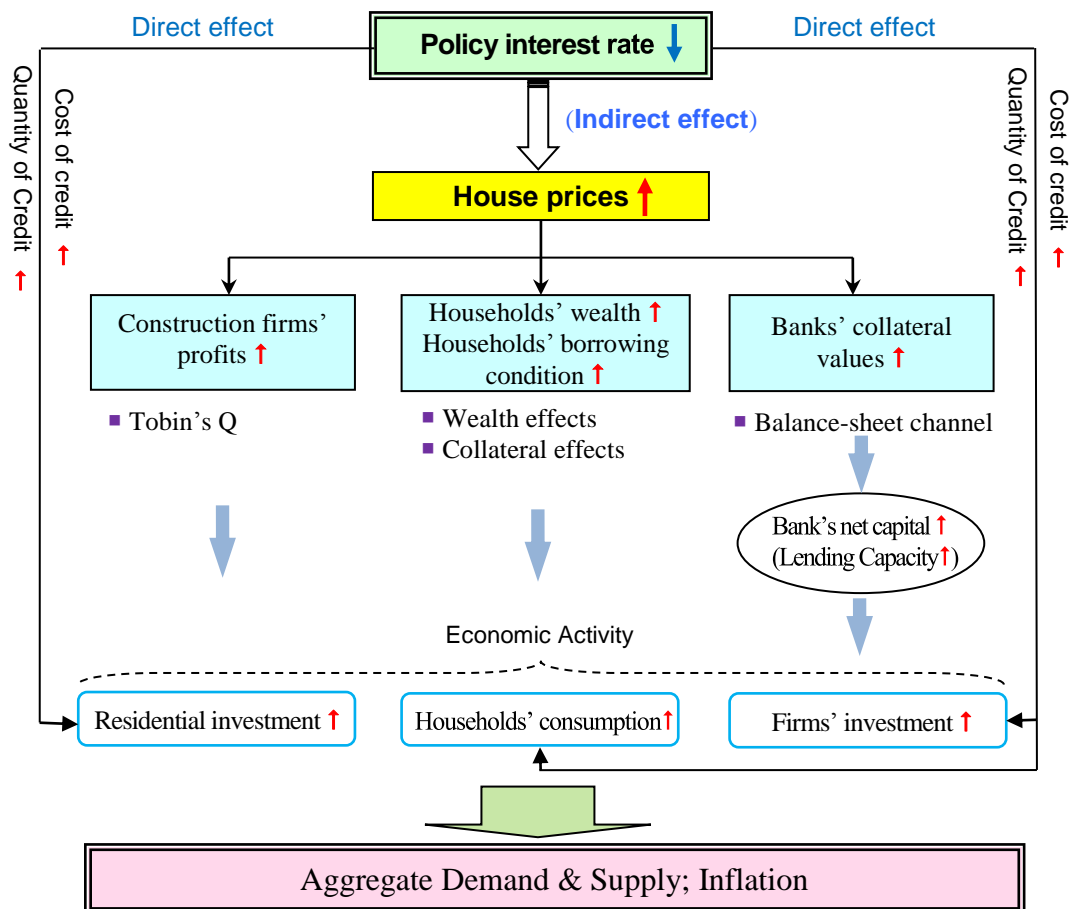 Direct effect
Policy interest rate ↓
Direct effect
Cost of credit ↑
Quantity of Credit ↑
(Indirect effect)
Cost of credit ↑
Quantity of Credit ↑
House prices ↑
Construction firms’
profits ↑
Households’ wealth ↑
Households’ borrowing
condition ↑
Banks’ collateral
values ↑
■ Tobin’s Q
■ Wealth effects
■ Collateral effects
■ Balance-sheet channel
Bank’s net capital ↑
(Lending Capacity↑)
Economic Activity
Residential investment ↑
Households’ consumption↑
Firms’ investment ↑
Aggregate Demand & Supply; Inflation